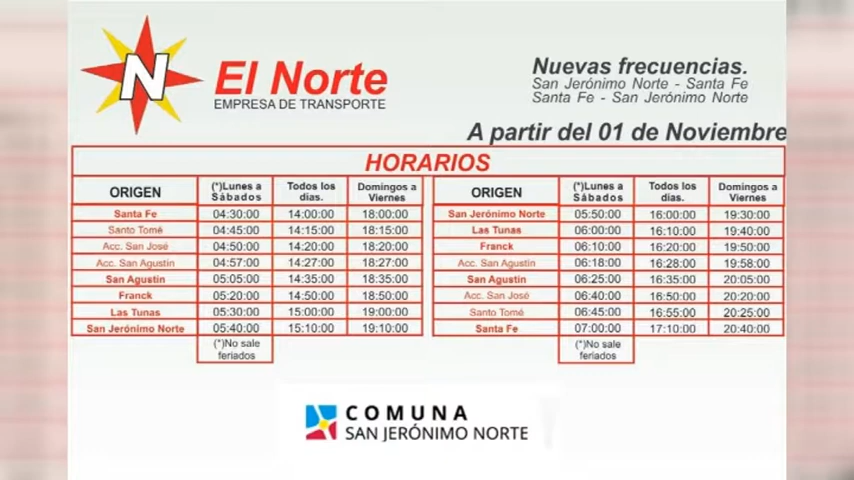 N
El Norte
EMPRESA DE TRANSPORTE
Nuevas frecuencias.
San Jerónimo Norte - Santa Fe
Santa Fe - San Jerónimo Norte
A partir del 01 de Noviembre
HORARIOS
ORIGEN (*)Lunes a Sábados Todos los días. Domingos a Viernes
Santa Fe 04:30:00 14:00:00 18:00:00
Santo Tomé 04:45:00 14:15:00 18:15:00
Acc. San José 04:50:00 14:20:00 18:20:00
Acc. San Agustin 04:57:00 14:27:00 18:27:00
San Agustin 05:05:00 14:35:00 18:35:00
Franck 05:20:00 14:50:00 18:50:00
Las Tunas 05:30:00 15:00:00 19:00:00
San Jerónimo Norte 05:40:00 15:10:00 19:10:00
(*)No sale
feriados
ORIGEN (*)Lunes a Sábados Todos los días. Domingos a Viernes
San Jerónimo Norte 05:50:00 16:00:00 19:30:00
Las Tunas 06:00:00 16:10:00 19:40:00
Franck 06:10:00 16:20:00 19:50:00
Acc. San Agustin 06:18:00 16:28:00 19:58:00
San Agustin 06:25:00 16:35:00 20:05:00
Acc. San José 06:40:00 16:50:00 20:20:00
Santo Tomé 06:45:00 16:55:00 20:25:00
Santa Fe 07:00:00 17:10:00 20:40:00
(*)No sale
feriados
COMUNA
SAN JERÓNIMO NORTE